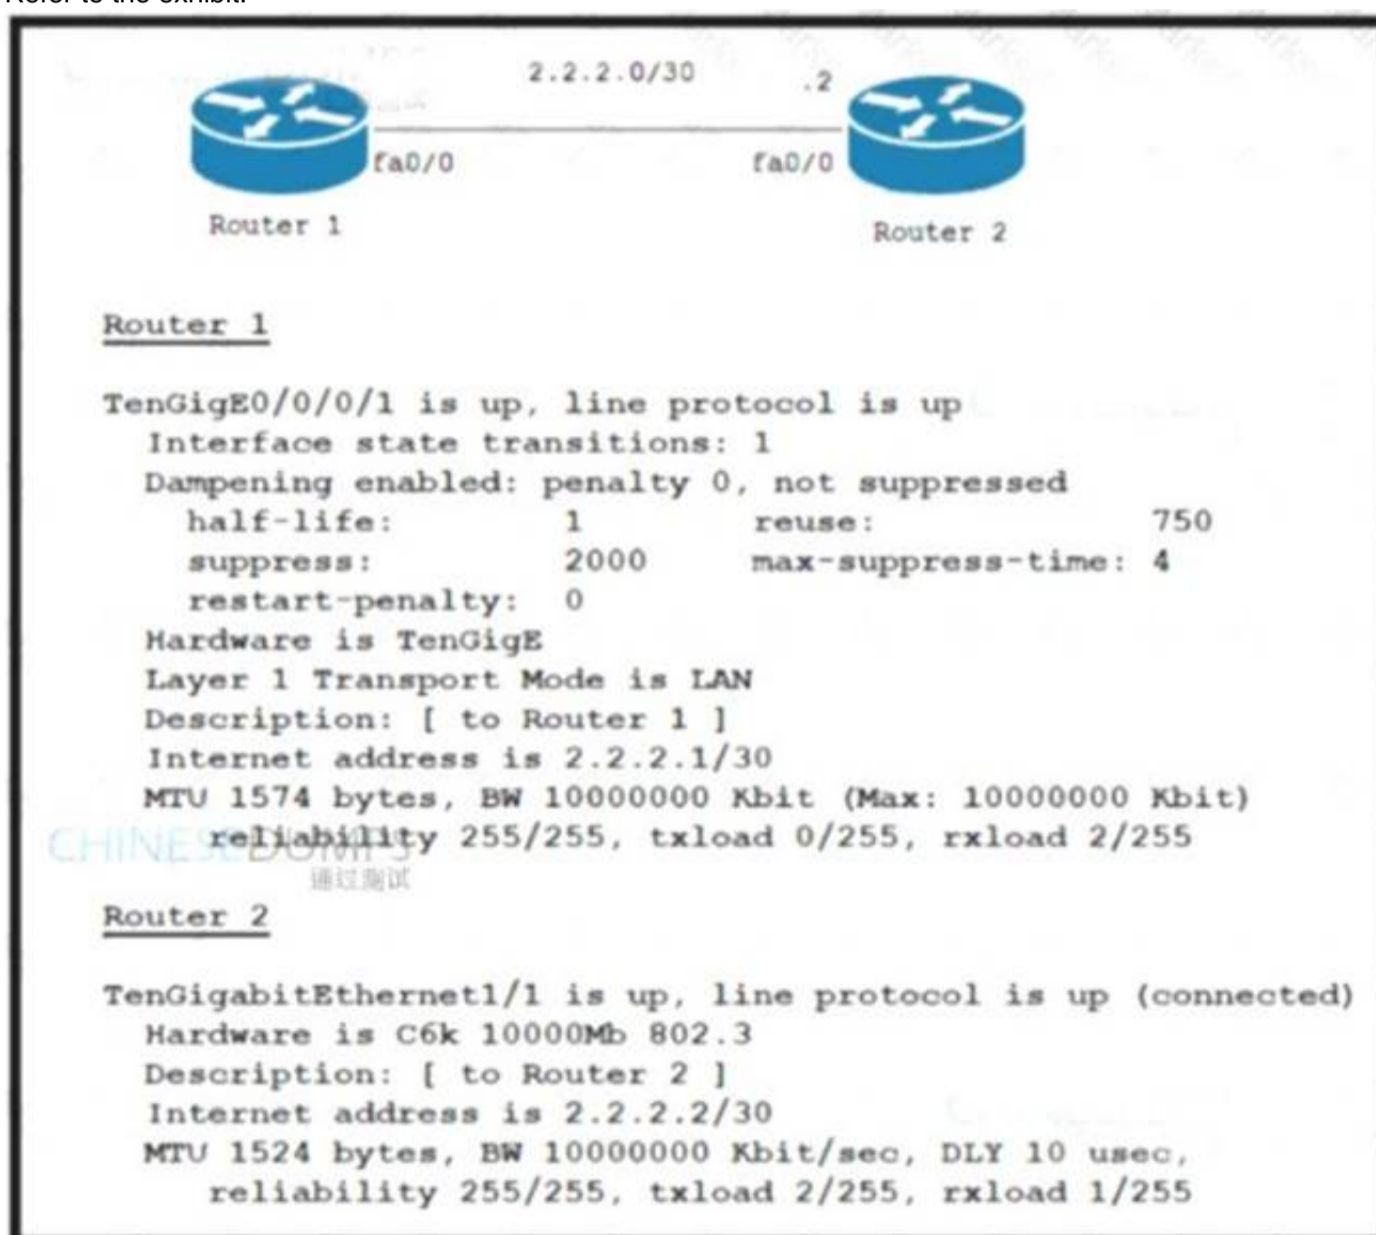 Refer to the exhibit.
2.2.2.0/30
.2
fa0/0
fa0/0
Router 1
Router 2
Router 1
TenGigE0/0/0/1 is up, line protocol is up
Interface state transitions: 1
Dampening enabled: penalty 0, not suppressed
half-life: 1 reuse: 750
suppress: 2000 max-suppress-time: 4
restart-penalty: 0
Hardware is TenGigE
Layer 1 Transport Mode is LAN
Description: [ to Router 1 ]
Internet address is 2.2.2.1/30
MTU 1574 bytes, BW 10000000 Kbit (Max: 10000000 Kbit)
reliability 255/255, txload 0/255, rxload 2/255
CHINESEDUMPS
通过测试
Router 2
TenGigabitEthernet1/1 is up, line protocol is up (connected)
Hardware is C6k 10000Mb 802.3
Description: [ to Router 2 ]
Internet address is 2.2.2.2/30
MTU 1524 bytes, BW 10000000 Kbit/sec, DLY 10 usec,
reliability 255/255, txload 2/255, rxload 1/255